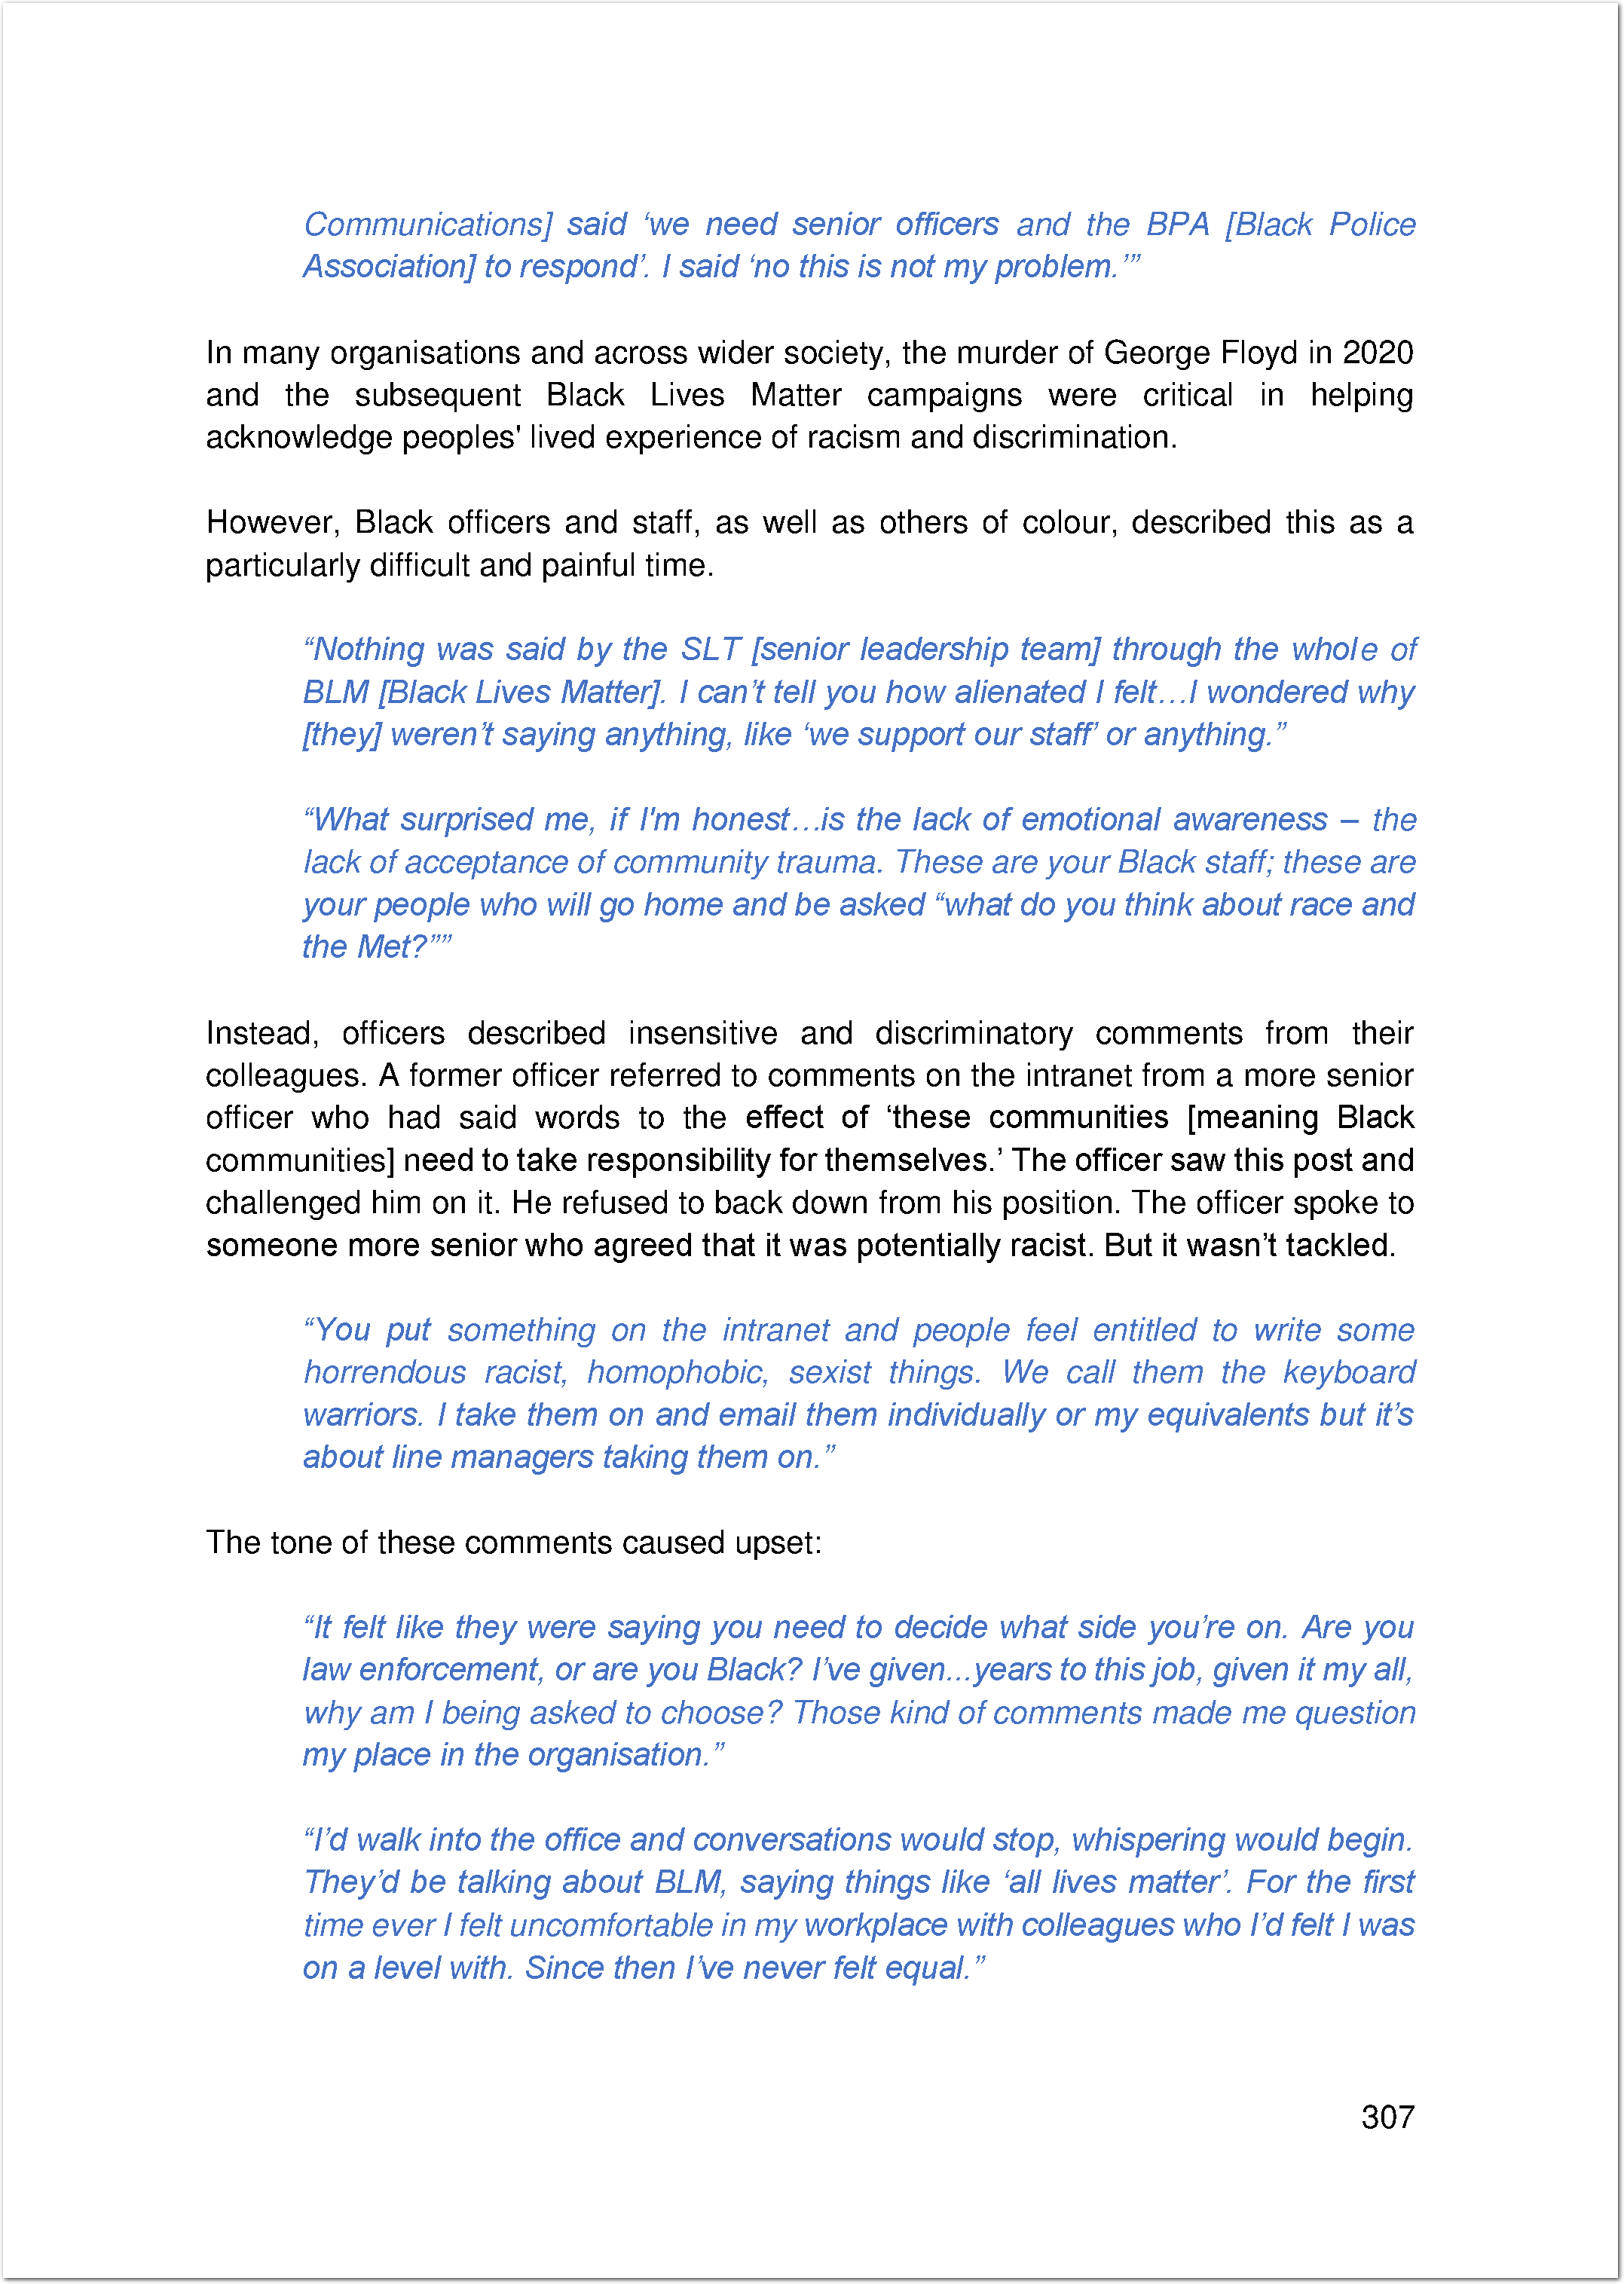 Communications] said ‘we need senior officers and the BPA [Black Police
Association] to respond’. I said ‘no this is not my problem.’”
In many organisations and across wider society, the murder of George Floyd in 2020
and the subsequent Black Lives Matter campaigns were critical in helping
acknowledge peoples' lived experience of racism and discrimination.
However, Black officers and staff, as well as others of colour, described this as a
particularly difficult and painful time.
“Nothing was said by the SLT [senior leadership team] through the whole of
BLM [Black Lives Matter]. I can’t tell you how alienated I felt…I wondered why
[they] weren’t saying anything, like ‘we support our staff’ or anything.”
“What surprised me, if I'm honest…is the lack of emotional awareness – the
lack of acceptance of community trauma. These are your Black staff; these are
your people who will go home and be asked “what do you think about race and
the Met?””
Instead, officers described insensitive and discriminatory comments from their
colleagues. A former officer referred to comments on the intranet from a more senior
officer who had said words to the effect of ‘these communities [meaning Black
communities] need to take responsibility for themselves.’ The officer saw this post and
challenged him on it. He refused to back down from his position. The officer spoke to
someone more senior who agreed that it was potentially racist. But it wasn’t tackled.
“You put something on the intranet and people feel entitled to write some
horrendous racist, homophobic, sexist things. We call them the keyboard
warriors. I take them on and email them individually or my equivalents but it’s
about line managers taking them on.”
The tone of these comments caused upset:
“It felt like they were saying you need to decide what side you’re on. Are you
law enforcement, or are you Black? I’ve given...years to this job, given it my all,
why am I being asked to choose? Those kind of comments made me question
my place in the organisation.”
“I’d walk into the office and conversations would stop, whispering would begin.
They’d be talking about BLM, saying things like ‘all lives matter’. For the first
time ever I felt uncomfortable in my workplace with colleagues who I’d felt I was
on a level with. Since then I’ve never felt equal.”
307